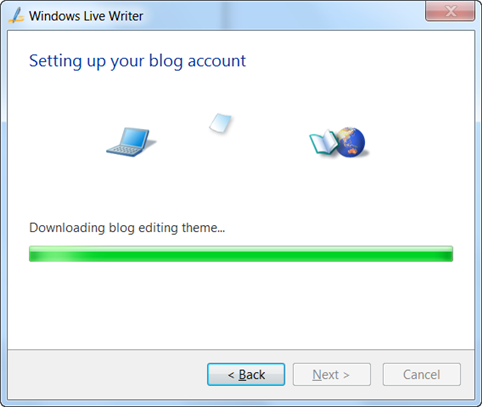 Windows Live Writer
Setting up your blog account
Downloading blog editing theme...
< Back
Next >
Cancel